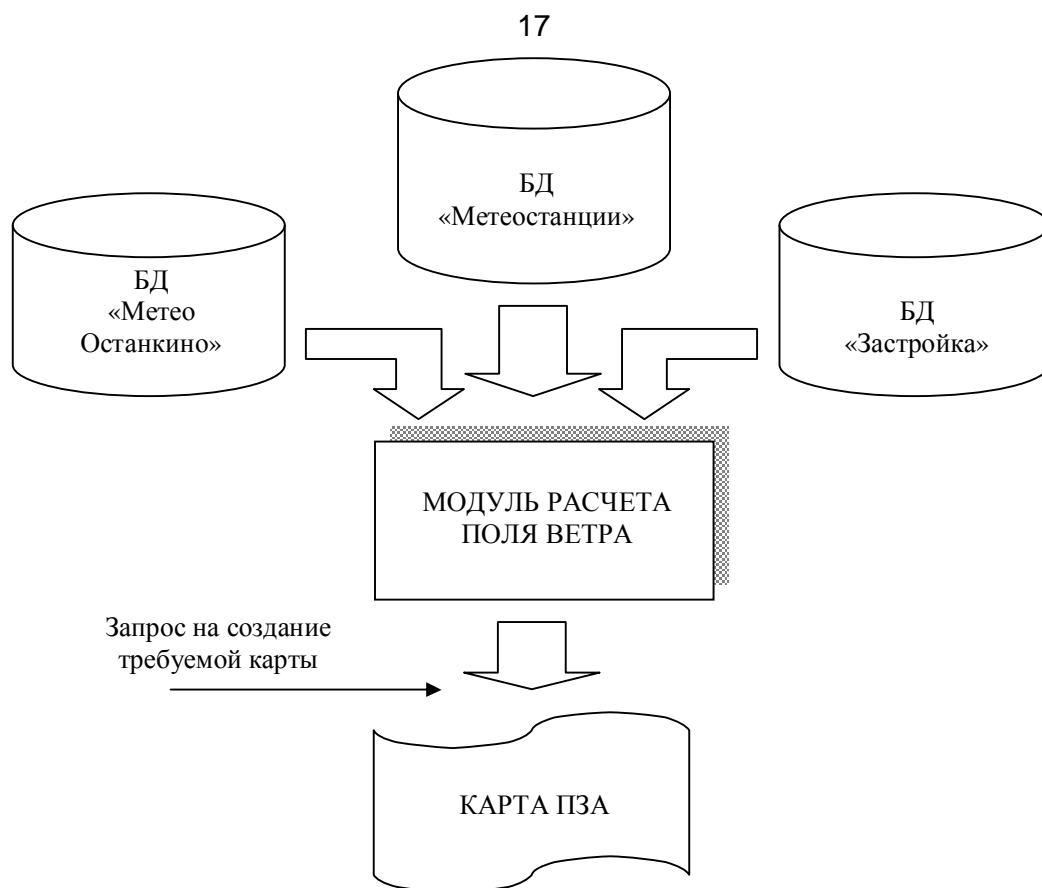 17
БД
«Метеостанции»
БД
«Метео
Останкино»
БД
«Застройка»
МОДУЛЬ РАСЧЕТА
ПОЛЯ ВЕТРА
Запрос на создание
требуемой карты
КАРТА ПЗА